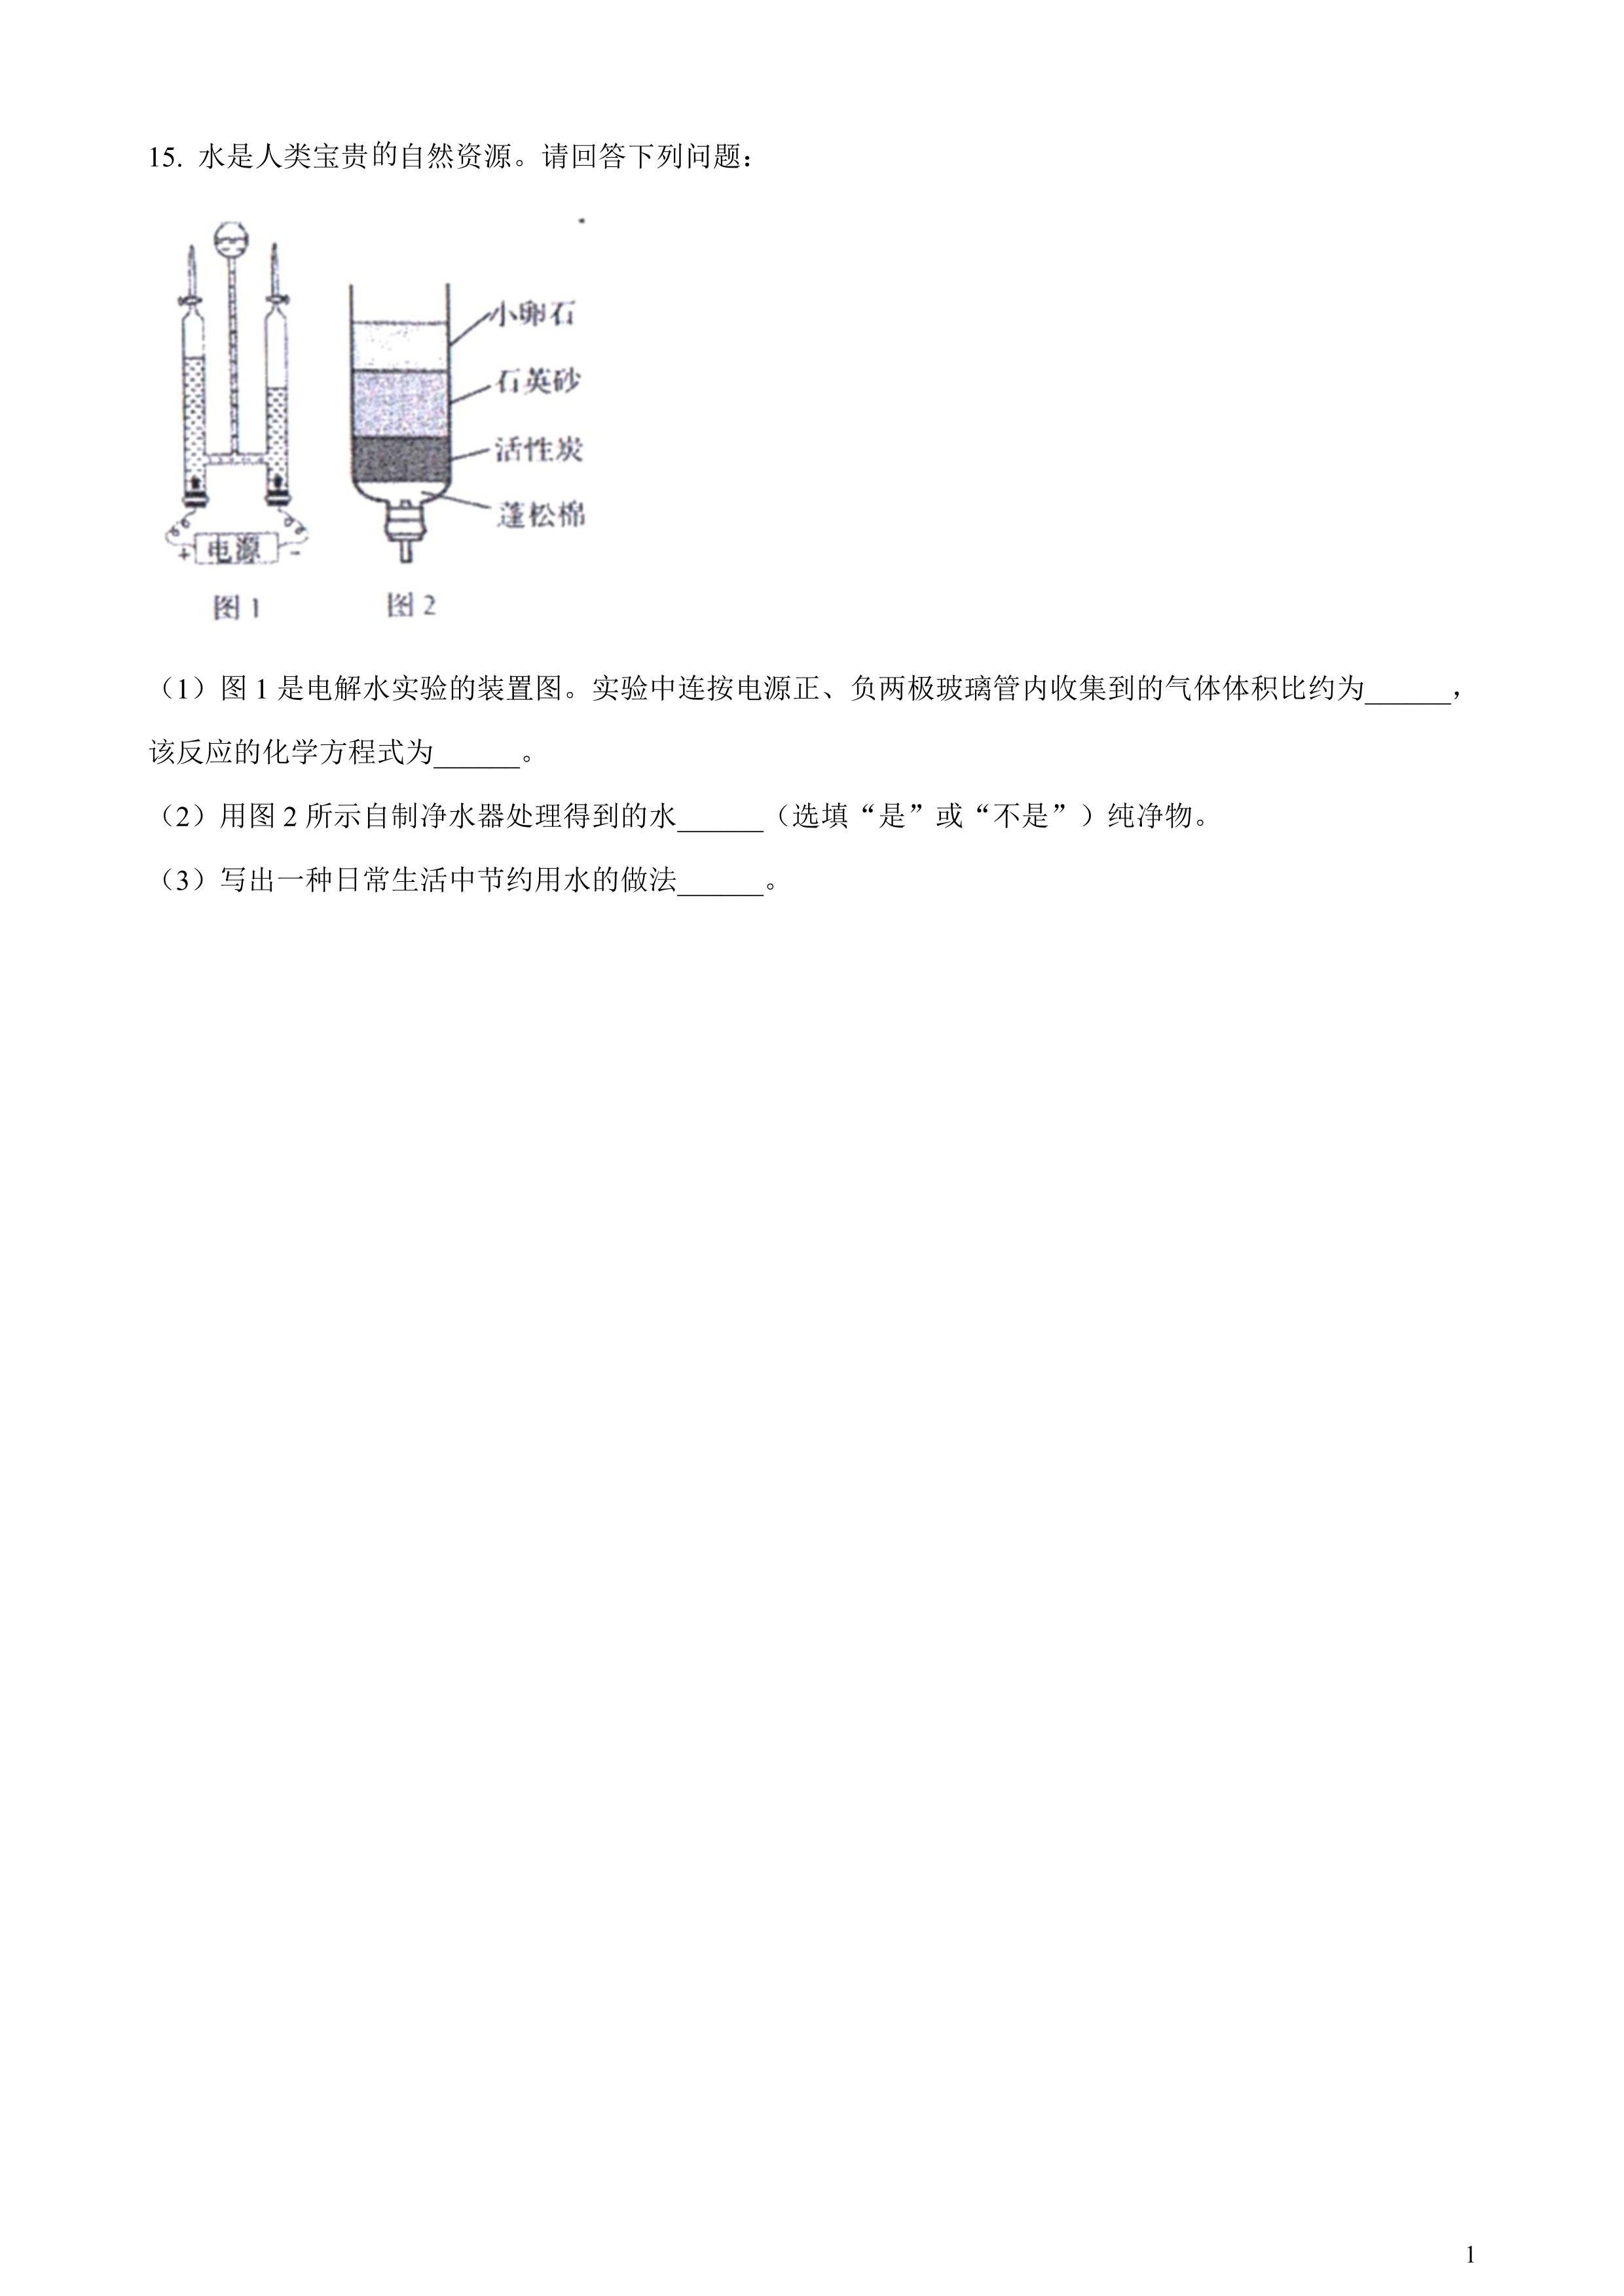 15. 水是人类宝贵的自然资源。请回答下列问题：
小卵石
石英砂
活性炭
蓬松棉
+ 电源 -
图 1
图 2
（1）图 1 是电解水实验的装置图。实验中连按电源正、负两极玻璃管内收集到的气体体积比约为______，
该反应的化学方程式为______。
（2）用图 2 所示自制净水器处理得到的水______（选填“是”或“不是”）纯净物。
（3）写出一种日常生活中节约用水的做法______。
1